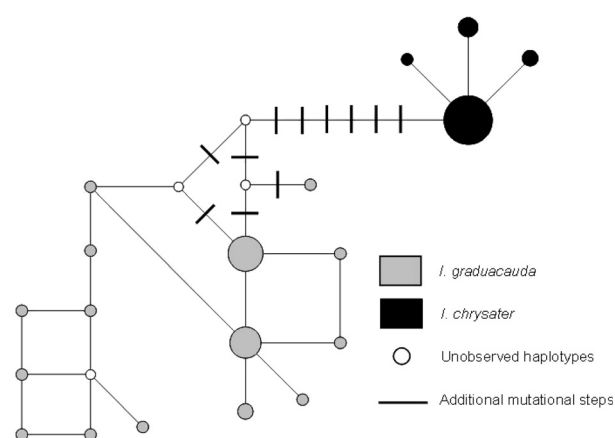 I. graduacauda
I. chrysater
Unobserved haplotypes
Additional mutational steps